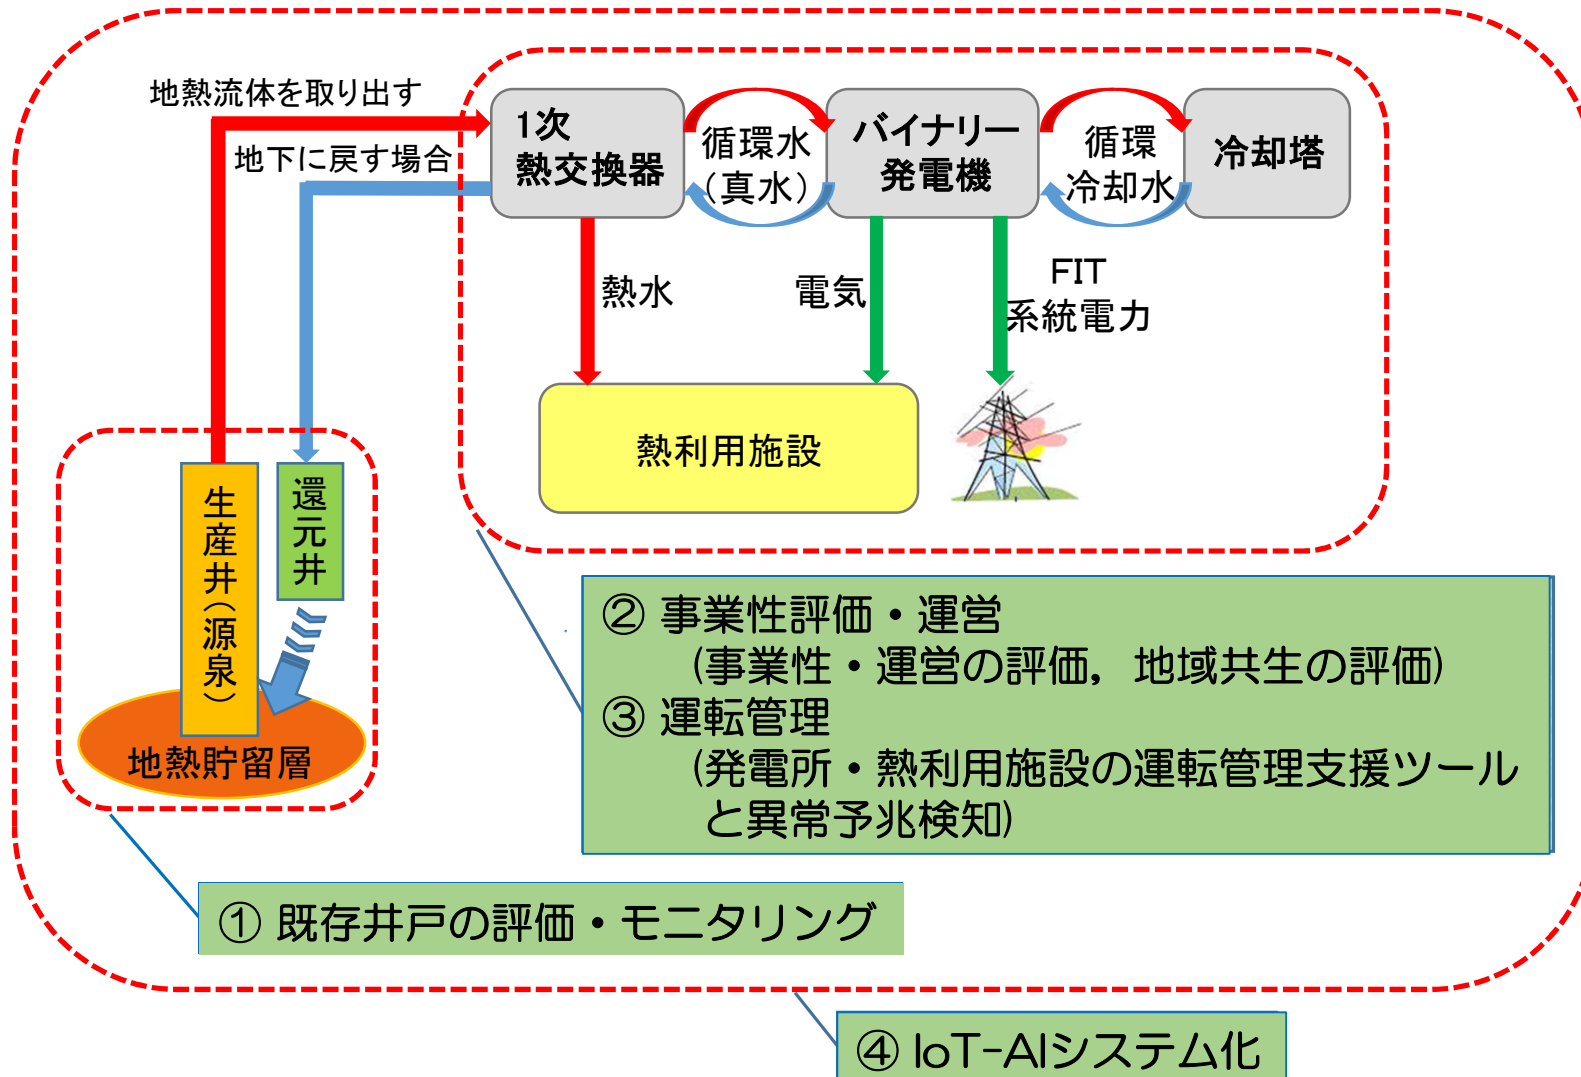 地熱流体を取り出す
地下に戻す場合
1次
熱交換器
循環水
（真水）
バイナリー
発電機
循環
冷却水
冷却塔
熱水
電気
FIT
系統電力
熱利用施設
生産井（源泉）
還元井
地熱貯留層
② 事業性評価・運営
(事業性・運営の評価，地域共生の評価)
③ 運転管理
(発電所・熱利用施設の運転管理支援ツール
と異常予兆検知)
① 既存井戸の評価・モニタリング
④ IoT-AIシステム化